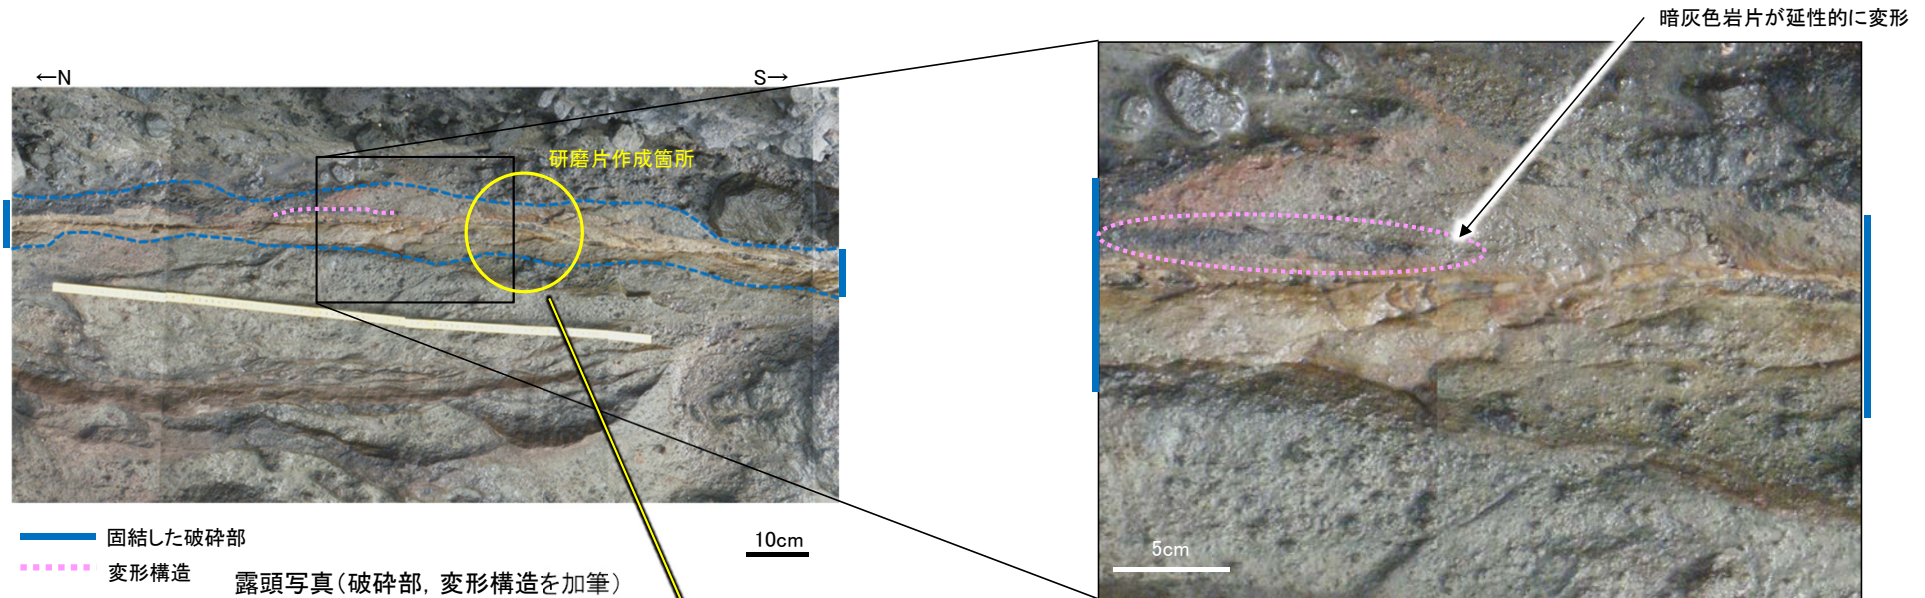 暗灰色岩片が延性的に変形
←N
S→
研磨片作成箇所
固結した破砕部
変形構造
10cm
露頭写真(破砕部, 変形構造を加筆)
5cm